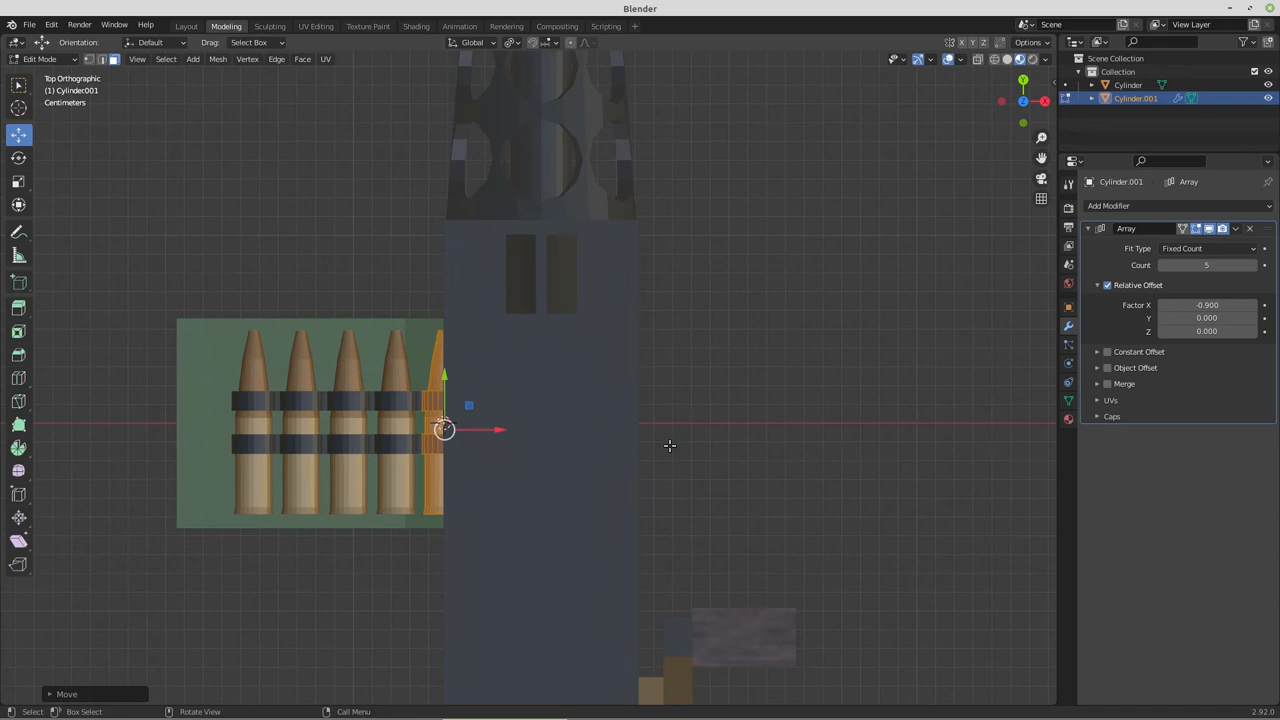 Blender
File Edit Render Window Help
Layout Modeling Sculpting UV Editing Texture Paint Shading Animation Rendering Compositing Scripting +
Scene
View Layer
Orientation: Default Drag: Select Box
Global
X Y Z Options
Edit Mode View Select Add Mesh Vertex Edge Face UV
Top Orthographic
(1) Cylinder.001
Centimeters
Y
Z X
Scene Collection
Collection
Cylinder
Cylinder.001
Cylinder.001 Array
Add Modifier
Array
Fit Type Fixed Count
Count 5
Relative Offset
Factor X -0.900
Y 0.000
Z 0.000
Constant Offset
Object Offset
Merge
UVs
Caps
Move
Select Box Select Rotate View Call Menu 2.92.0